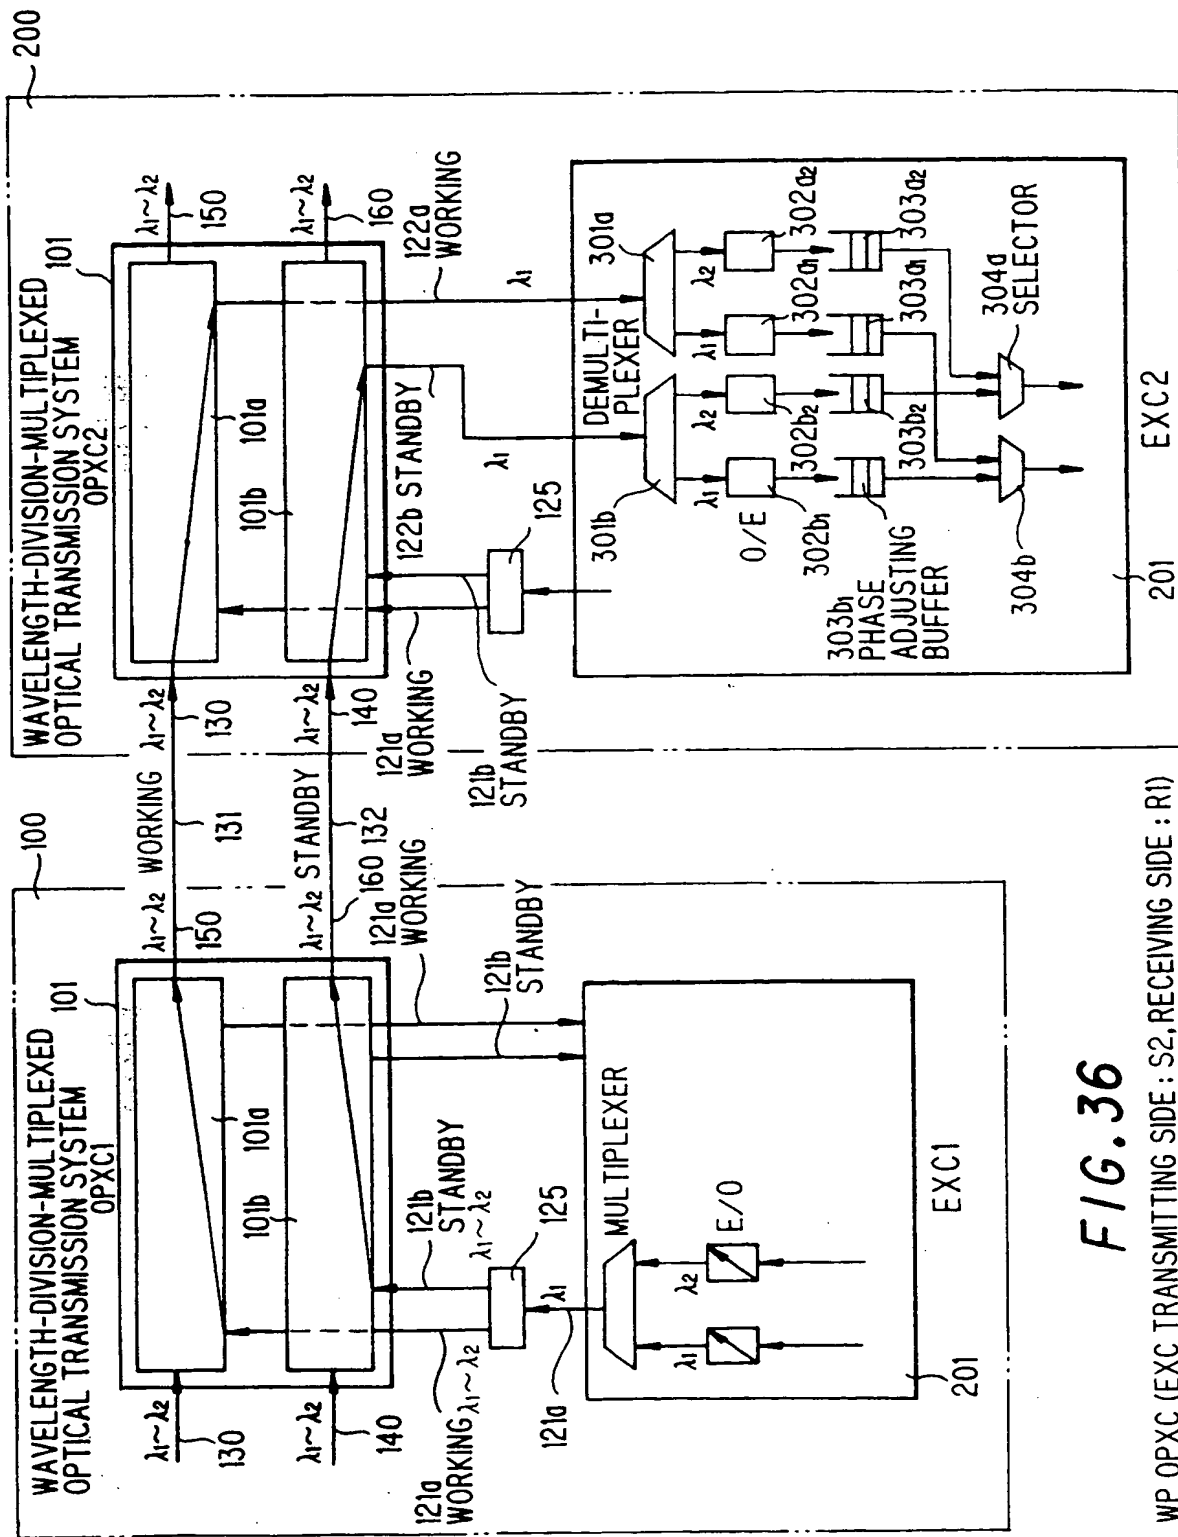 WAVELENGTH-DIVISION-MULTIPLEXED
OPTICAL TRANSMISSION SYSTEM
OPXC1
100
101
λ1~λ2
130
101a
λ1~λ2
150
λ1~λ2
140
101b
λ1~λ2
160
WORKING
131
STANDBY
132
121a
WORKING
λ1~λ2
121b
STANDBY
λ1~λ2
125
121a
WORKING
121b
STANDBY
121a
λ1
MULTIPLEXER
λ1
λ2
E/O
201
EXC1
WAVELENGTH-DIVISION-MULTIPLEXED
OPTICAL TRANSMISSION SYSTEM
OPXC2
200
101
λ1~λ2
130
101a
λ1~λ2
150
λ1~λ2
140
101b
λ1~λ2
160
121a
WORKING
121b
STANDBY
125
122b STANDBY
λ1
122a
WORKING
λ1
DEMULTI-
PLEXER
301b
301a
λ1
λ2
λ1
λ2
O/E
302b1
302b2
302a1
302a2
303b1
PHASE
ADJUSTING
BUFFER
303b2
303a1
303a2
304b
304a
SELECTOR
201
EXC2
FIG.36
WP OPXC (EXC TRANSMITTING SIDE : S2, RECEIVING SIDE : R1)